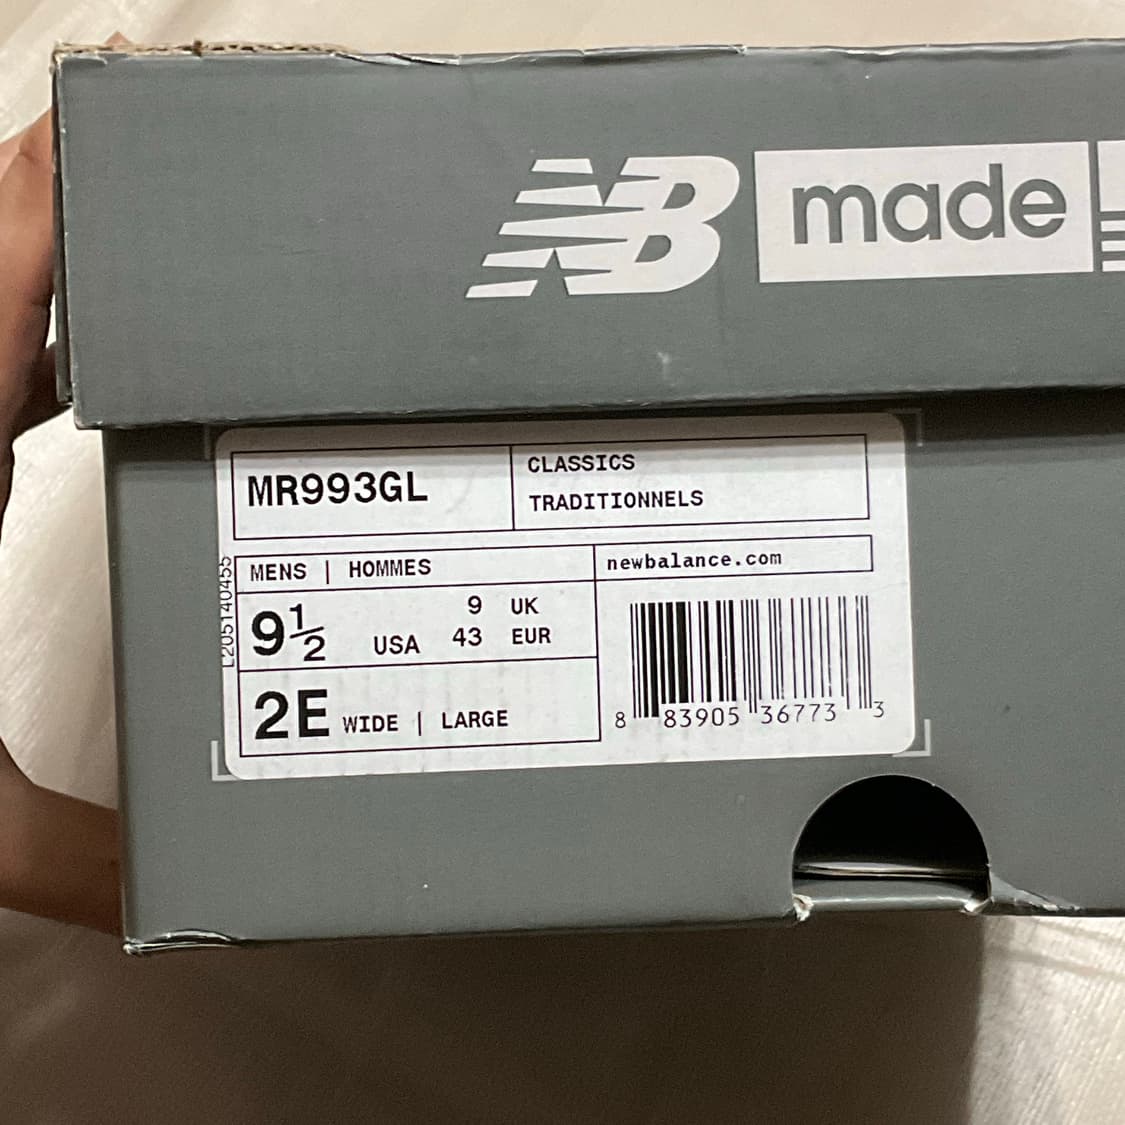 NB made
MR993GL
CLASSICS
TRADITIONNELS
MENS | HOMMES
newbalance.com
9½ USA 9 UK
43 EUR
2E WIDE | LARGE
8 83905 36773 3
L205140455